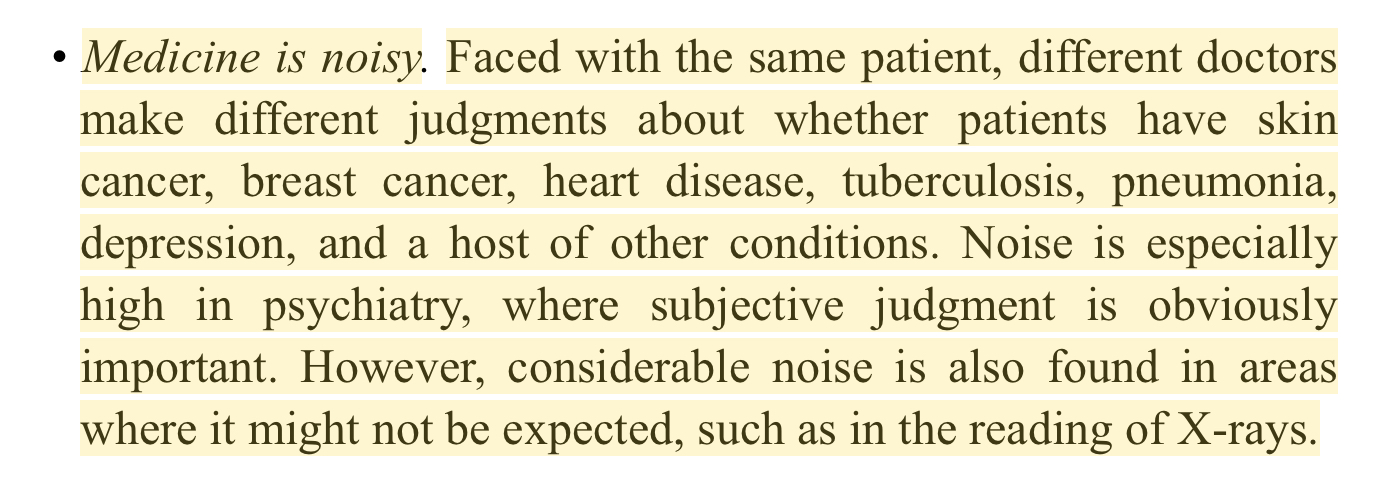 • Medicine is noisy. Faced with the same patient, different doctors
make different judgments about whether patients have skin
cancer, breast cancer, heart disease, tuberculosis, pneumonia,
depression, and a host of other conditions. Noise is especially
high in psychiatry, where subjective judgment is obviously
important. However, considerable noise is also found in areas
where it might not be expected, such as in the reading of X-rays.